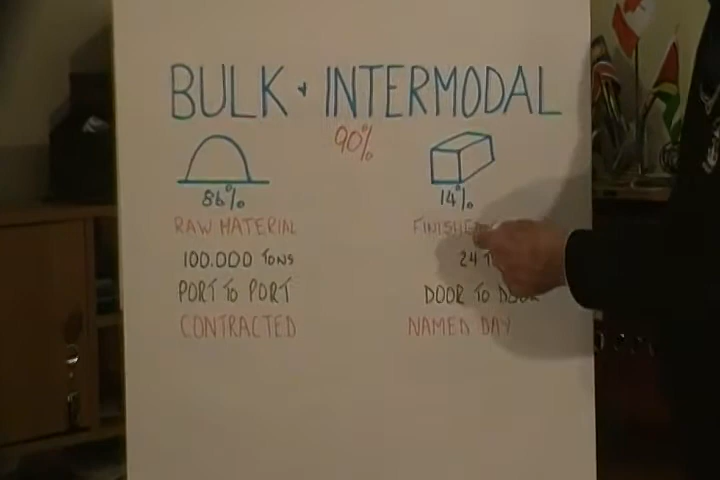 BULK + INTERMODAL
90%
86% 14%
RAW MATERIAL FINISHED
100.000 TONS 24
PORT TO PORT DOOR TO DOOR
CONTRACTED NAMED DAY